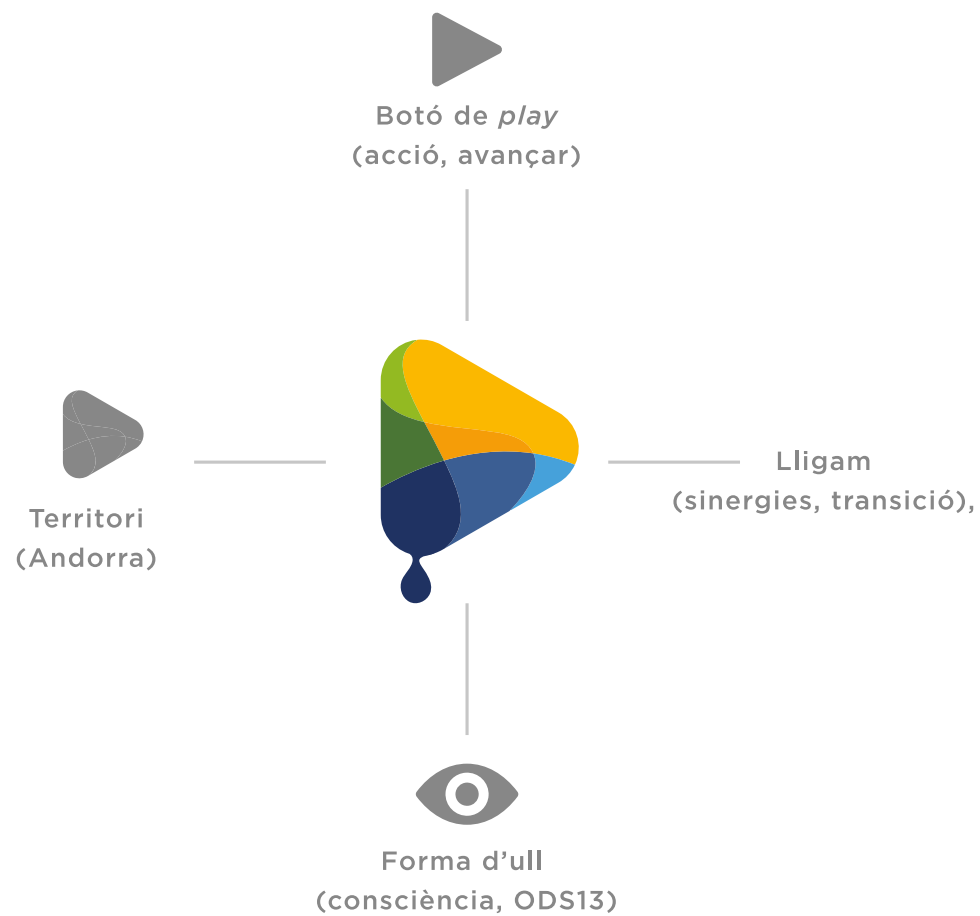 Botó de play
(acció, avançar)
Territori
(Andorra)
Lligam
(sinergies, transició),
Forma d’ull
(consciència, ODS13)